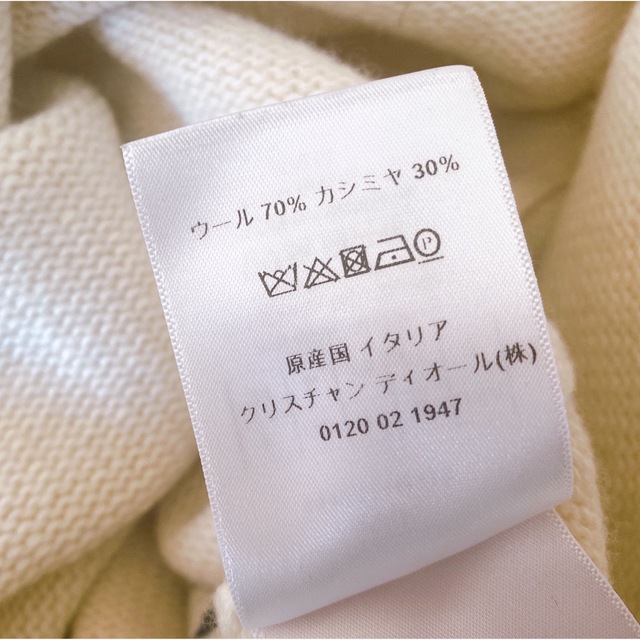 ウール 70% カシミヤ 30%
P
原産国 イタリア
クリスチャン ディオール(株)
0120 02 1947